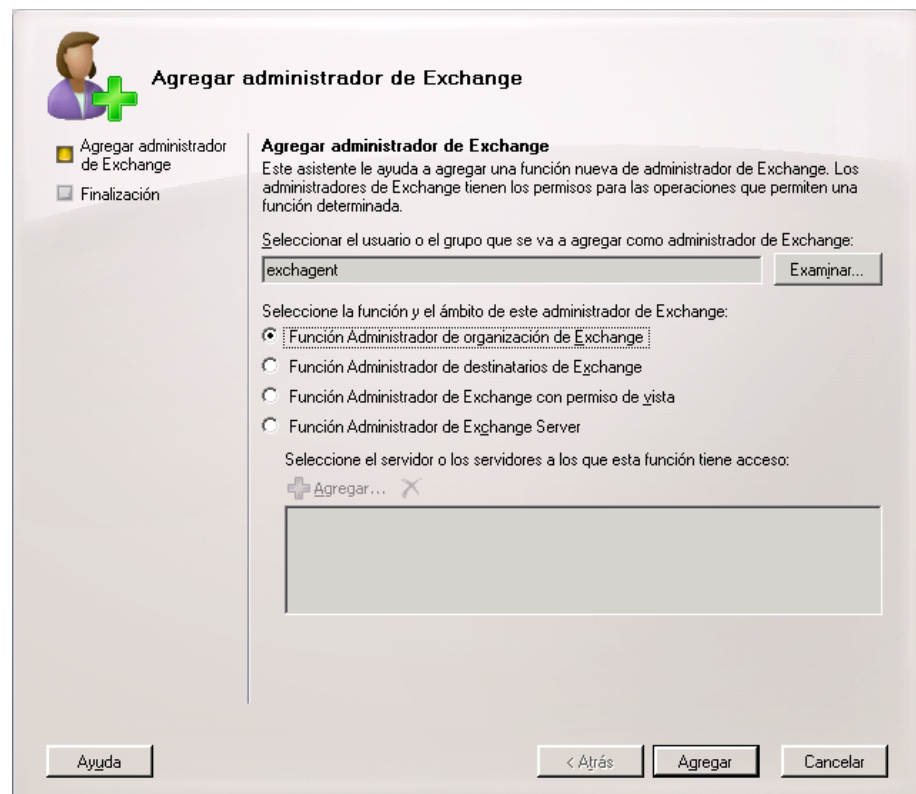 Agregar administrador de Exchange
Agregar administrador
de Exchange
Finalización
Agregar administrador de Exchange
Este asistente le ayuda a agregar una función nueva de administrador de Exchange. Los
administradores de Exchange tienen los permisos para las operaciones que permiten una
función determinada.
Seleccionar el usuario o el grupo que se va a agregar como administrador de Exchange:
exchagent
Examinar...
Seleccione la función y el ámbito de este administrador de Exchange:
Función Administrador de organización de Exchange
Función Administrador de destinatarios de Exchange
Función Administrador de Exchange con permiso de vista
Función Administrador de Exchange Server
Seleccione el servidor o los servidores a los que esta función tiene acceso:
Agregar...
Ayuda
< Atrás
Agregar
Cancelar